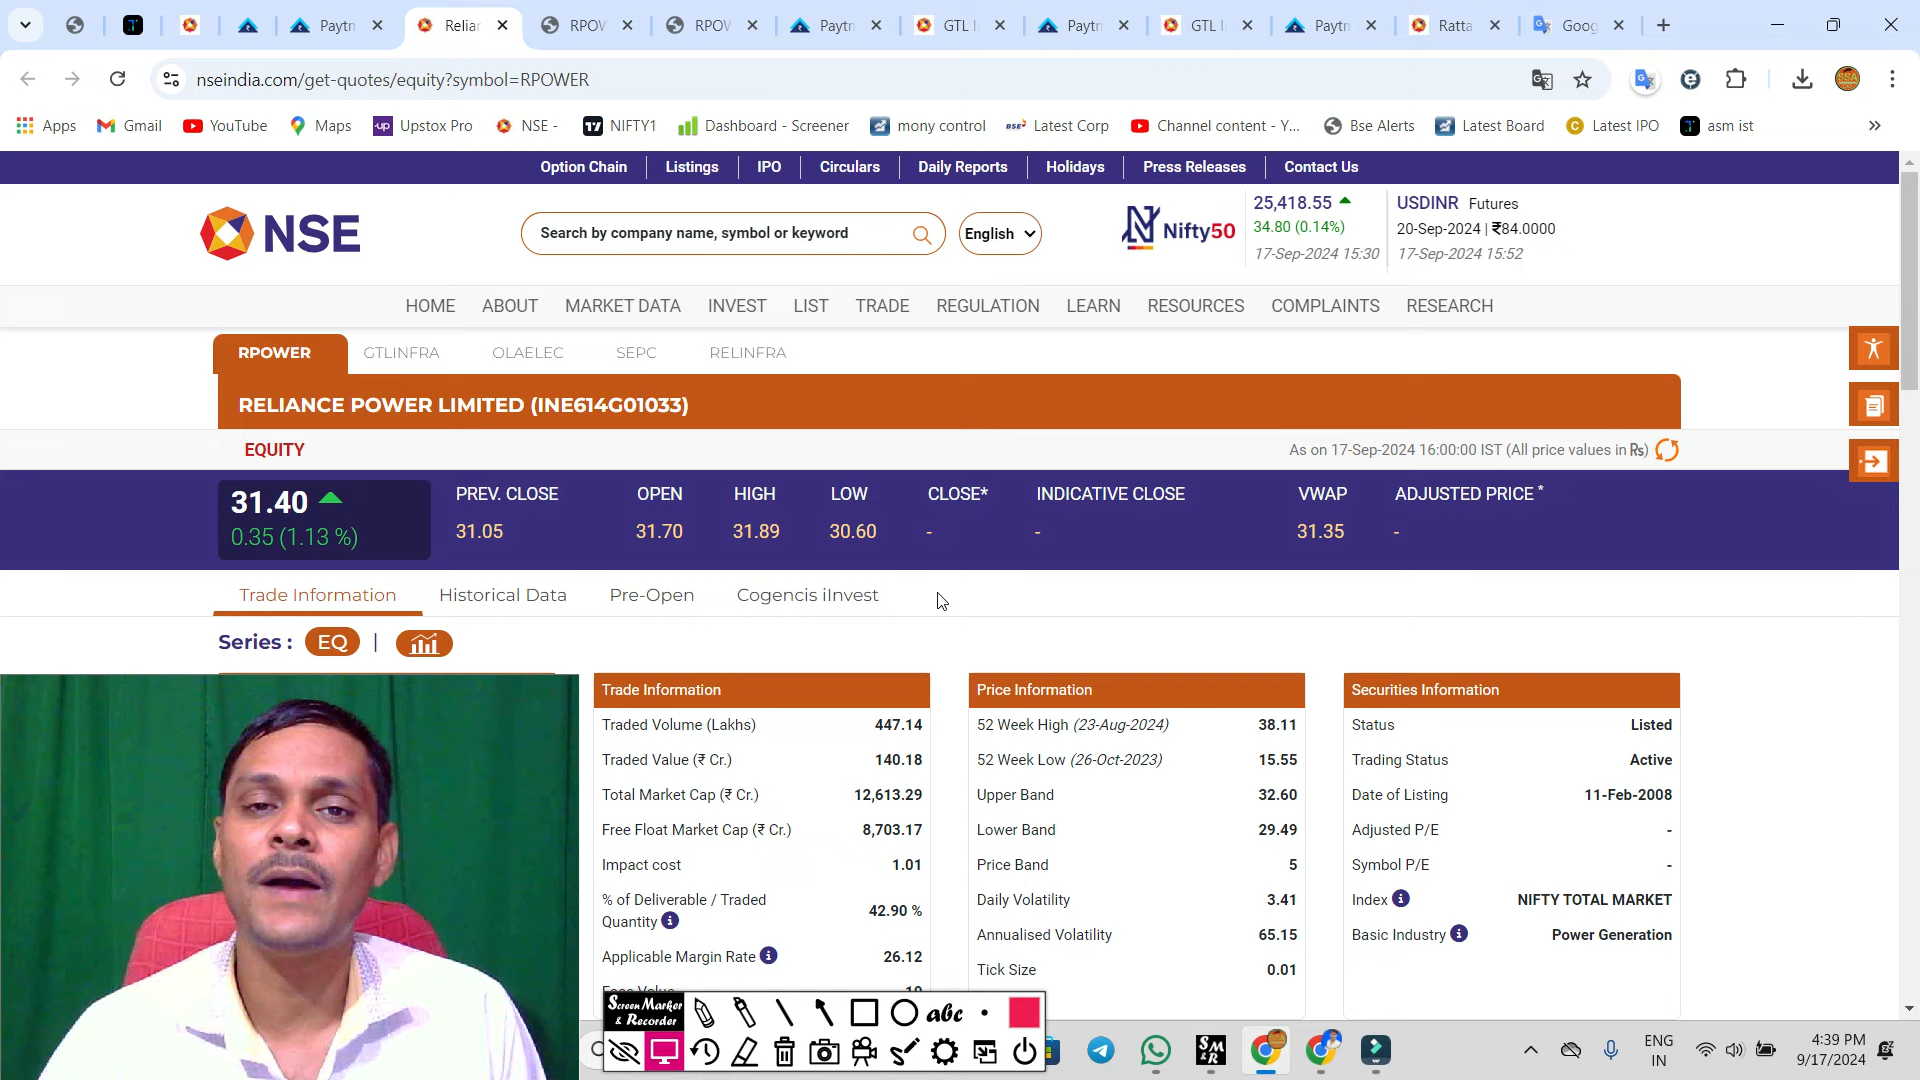 Paytm
Relian
RPOW
RPOW
Paytm
GTL In
Paytm
GTL In
Paytm
Ratta
Goog
nseindia.com/get-quotes/equity?symbol=RPOWER
Apps
Gmail
YouTube
Maps
Upstox Pro
NSE -
NIFTY1
Dashboard - Screener
mony control
Latest Corp
Channel content - Y...
Bse Alerts
Latest Board
Latest IPO
asm ist
Option Chain
Listings
IPO
Circulars
Daily Reports
Holidays
Press Releases
Contact Us
NSE
Search by company name, symbol or keyword
English
Nifty50
25,418.55
34.80 (0.14%)
17-Sep-2024 15:30
USDINR Futures
20-Sep-2024 | ₹84.0000
17-Sep-2024 15:52
HOME ABOUT MARKET DATA INVEST LIST TRADE REGULATION LEARN RESOURCES COMPLAINTS RESEARCH
RPOWER GTLINFRA OLAELEC SEPC RELINFRA
RELIANCE POWER LIMITED (INE614G01033)
EQUITY
As on 17-Sep-2024 16:00:00 IST (All price values in Rs)
31.40
0.35 (1.13 %)
PREV. CLOSE OPEN HIGH LOW CLOSE* INDICATIVE CLOSE VWAP ADJUSTED PRICE *
31.05 31.70 31.89 30.60 - - 31.35 -
Trade Information Historical Data Pre-Open Cogencis iInvest
Series : EQ |
Trade Information
Traded Volume (Lakhs) 447.14
Traded Value (₹ Cr.) 140.18
Total Market Cap (₹ Cr.) 12,613.29
Free Float Market Cap (₹ Cr.) 8,703.17
Impact cost 1.01
% of Deliverable / Traded
Quantity 42.90 %
Applicable Margin Rate 26.12
Price Information
52 Week High (23-Aug-2024) 38.11
52 Week Low (26-Oct-2023) 15.55
Upper Band 32.60
Lower Band 29.49
Price Band 5
Daily Volatility 3.41
Annualised Volatility 65.15
Tick Size 0.01
Securities Information
Status Listed
Trading Status Active
Date of Listing 11-Feb-2008
Adjusted P/E -
Symbol P/E -
Index NIFTY TOTAL MARKET
Basic Industry Power Generation
Screen Marker
& Recorder
abc
SM
&R
ENG
IN
4:39 PM
9/17/2024